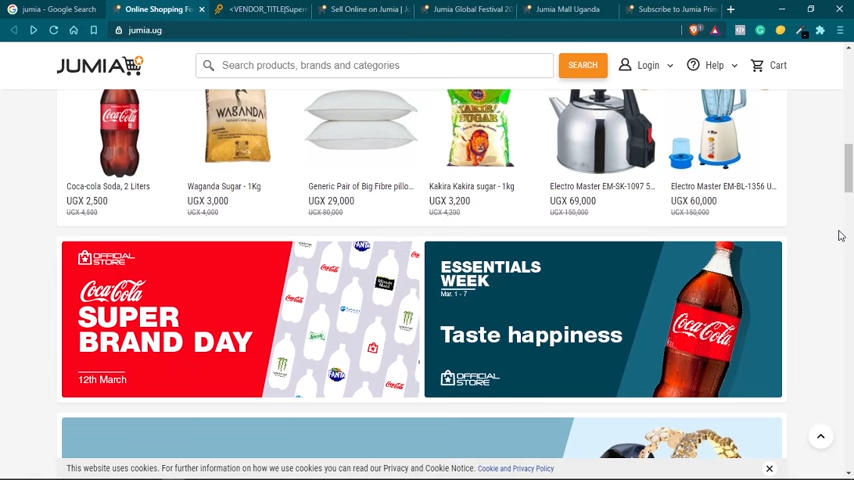 jumia - Google Search
Online Shopping Fo
<VENDOR_TITLE|Superm
Sell Online on Jumia | Ju
Jumia Global Festival 20
Jumia Mall Uganda
Subscribe to Jumia Prim
jumia.ug
JUMIA
Search products, brands and categories
SEARCH
Login
Help
Cart
Coca-Cola
WAGANDA
KAKIRA
SUGAR
Coca-cola Soda, 2 Liters
Waganda Sugar - 1Kg
Generic Pair of Big Fibre pillo...
Kakira Kakira sugar - 1kg
Electro Master EM-SK-1097 5...
Electro Master EM-BL-1356 U...
UGX 2,500
UGX 3,000
UGX 29,000
UGX 3,200
UGX 69,000
UGX 60,000
UGX 4,500
UGX 4,000
UGX 80,000
UGX 4,200
UGX 150,000
UGX 150,000
OFFICIAL
STORE
Coca-Cola
SUPER
BRAND DAY
12th March
ESSENTIALS
WEEK
Mar. 1 - 7
Taste happiness
OFFICIAL
STORE
Coca-Cola
This website uses cookies. For further information on how we use cookies you can read our Privacy and Cookie Notice. Cookie and Privacy Policy